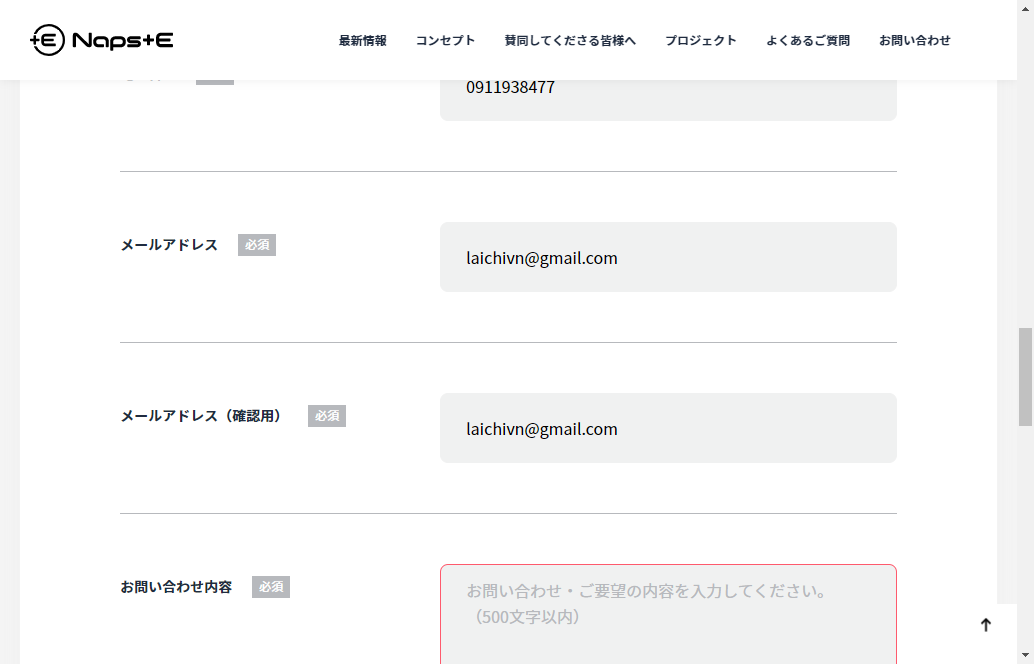 +E Naps+E
最新情報 コンセプト 賛同してくださる皆様へ プロジェクト よくあるご質問 お問い合わせ
0911938477
メールアドレス 必須 laichivn@gmail.com
メールアドレス（確認用） 必須 laichivn@gmail.com
お問い合わせ内容 必須 お問い合わせ・ご要望の内容を入力してください。
（500文字以内）